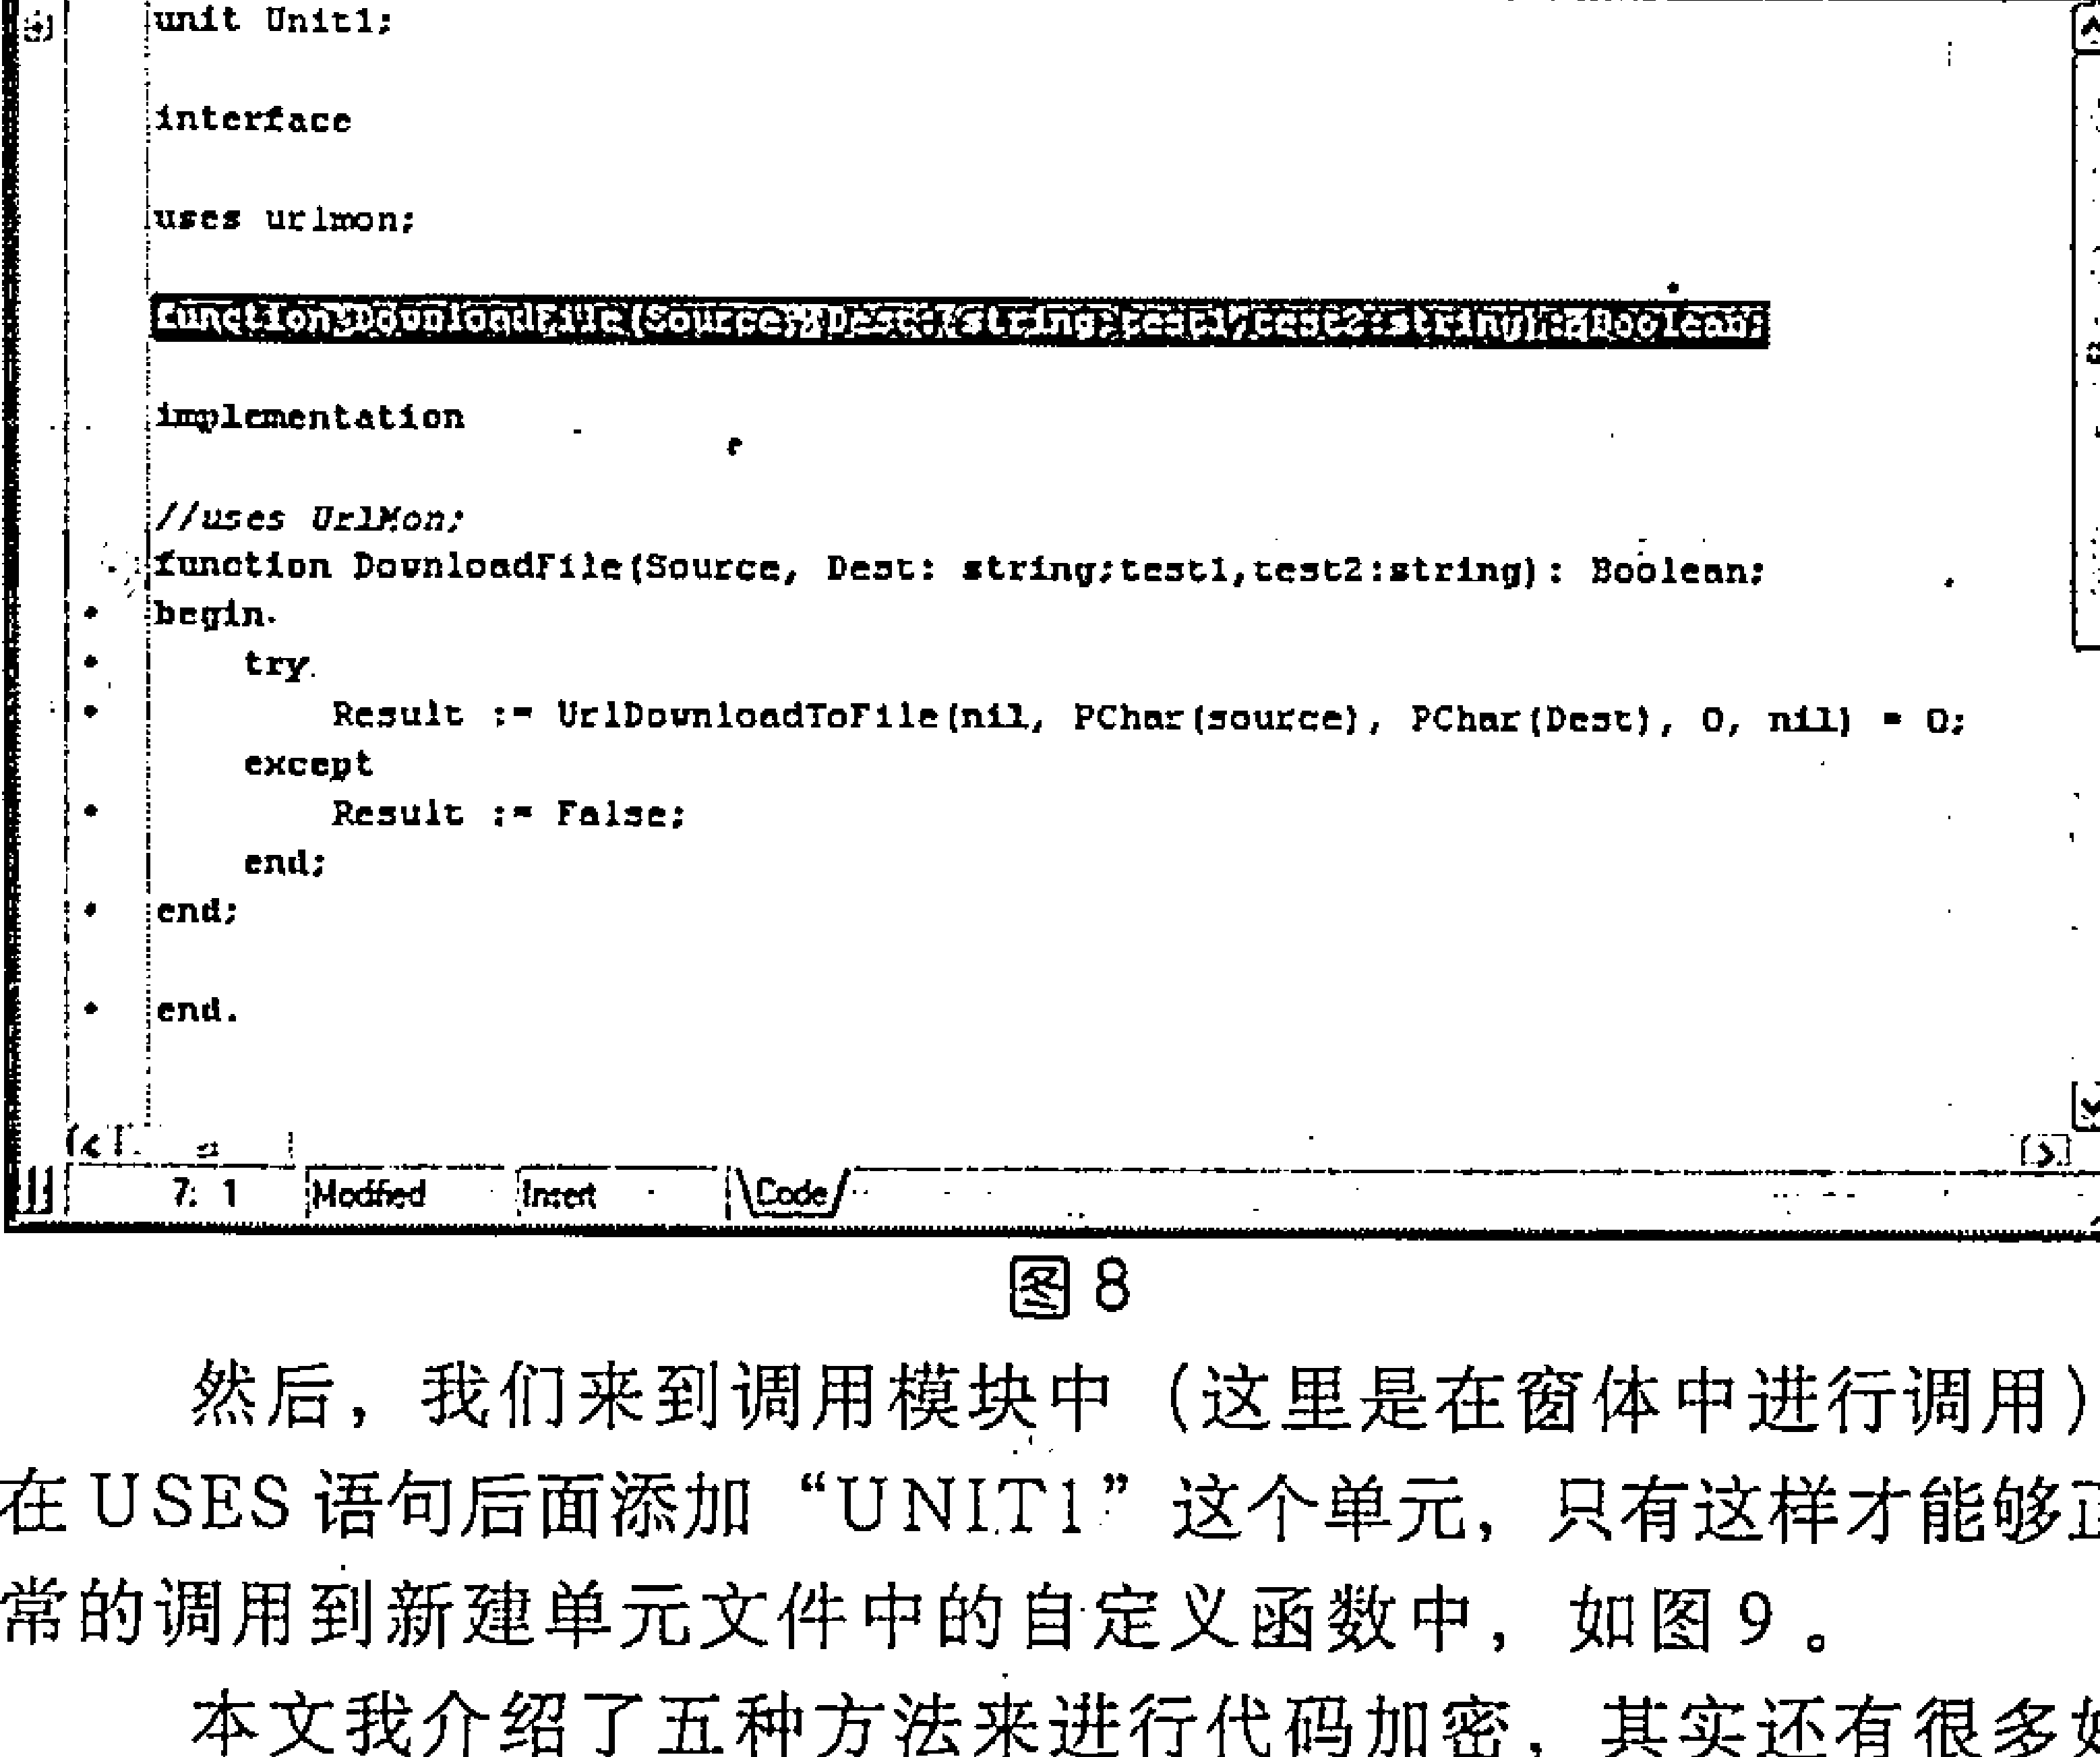 unit Unit1;
interface
uses urlmon;
function DownloadFile(Source, Dest: string;test1,test2:string): Boolean;
implementation
//uses UrlMon;
function DownloadFile(Source, Dest: string;test1,test2:string): Boolean;
begin
try
Result := UrlDownloadToFile(nil, PChar(source), PChar(Dest), 0, nil) = 0;
except
Result := False;
end;
end;
end.
7: 1 Modified Insert Code
图 8
然后，我们来到调用模块中（这里是在窗体中进行调用）
在 USES 语句后面添加“UNIT1”这个单元，只有这样才能够正
常的调用到新建单元文件中的自定义函数中，如图 9 。
本文我介绍了五种方法来进行代码加密，其实还有很多